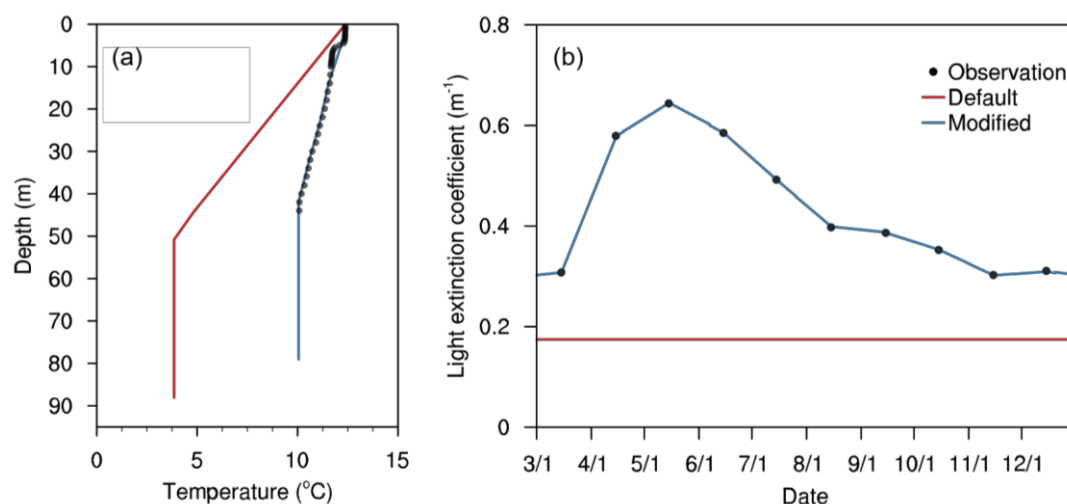 (a)
0
10
20
30
40
50
60
70
80
90
Depth (m)
0 5 10 15
Temperature (°C)
(b)
0.8
0.6
0.4
0.2
0
Light extinction coefficient (m⁻¹)
Observation
Default
Modified
3/1 4/1 5/1 6/1 7/1 8/1 9/1 10/1 11/1 12/1
Date